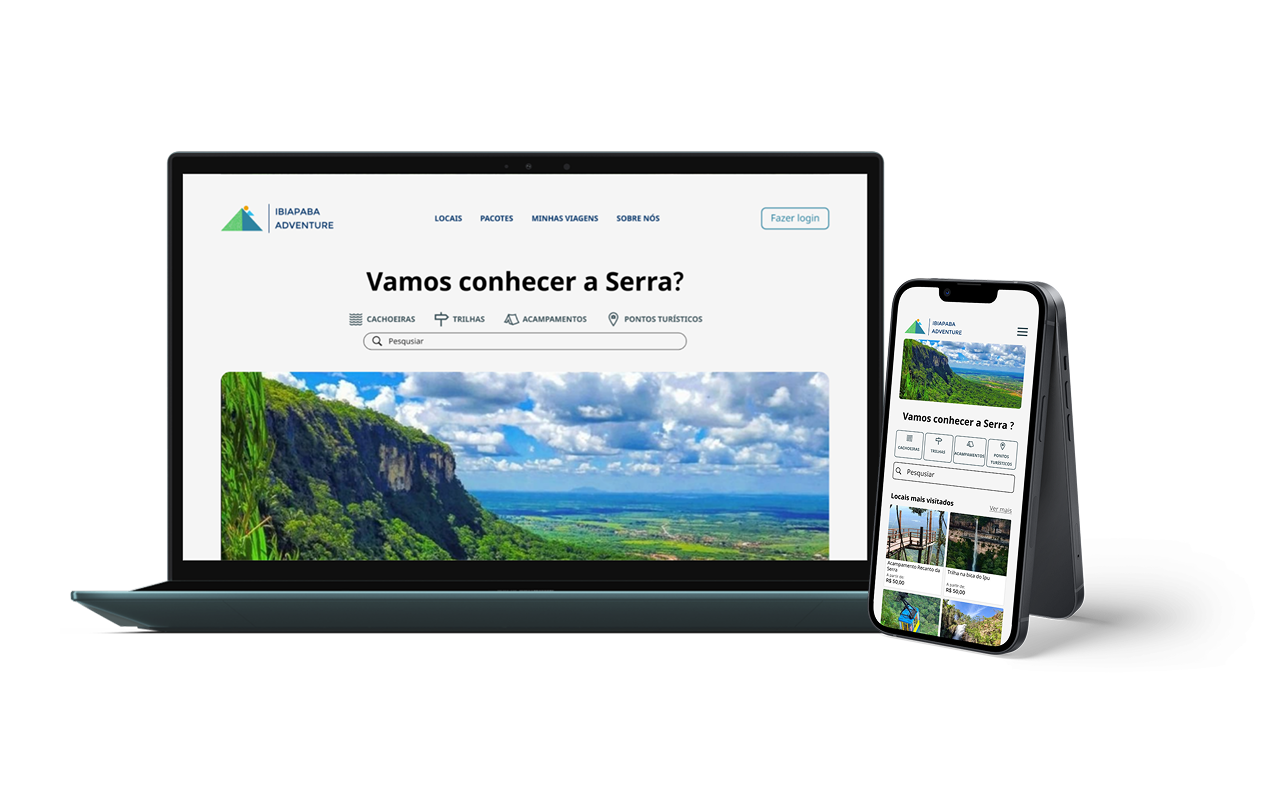 IBIAPABA
ADVENTURE
LOCAIS PACOTES MINHAS VIAGENS SOBRE NÓS
Fazer login
Vamos conhecer a Serra?
CACHOEIRAS TRILHAS ACAMPAMENTOS PONTOS TURÍSTICOS
Pesqusiar
IBIAPABA
ADVENTURE
Vamos conhecer a Serra ?
CACHOEIRAS TRILHAS ACAMPAMENTOS PONTOS
TURÍSTICOS
Pesqusiar
Locais mais visitados
Ver mais
Acampamento Recanto da
Serra
A partir de
R$ 50,00
Trilha na bica do Ipu
A partir de
R$ 50,00